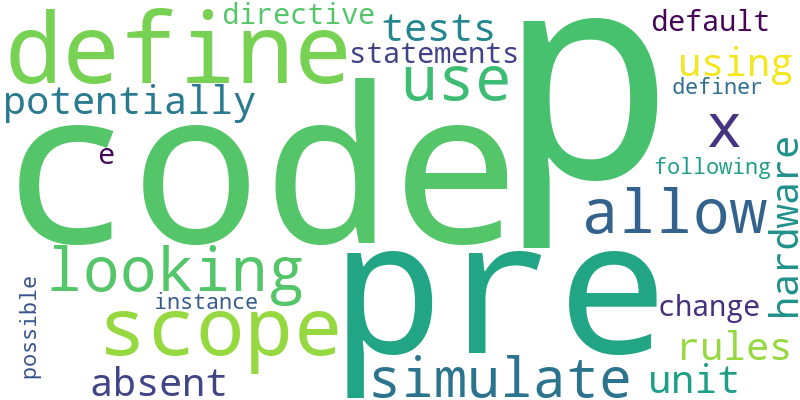 directive
default
define
tests
p
statements
using
use
definer
potentially
code
x
e
following
hardware
allow
looking
pre
possible
instance
scope
change
rules
simulate
absent
unit